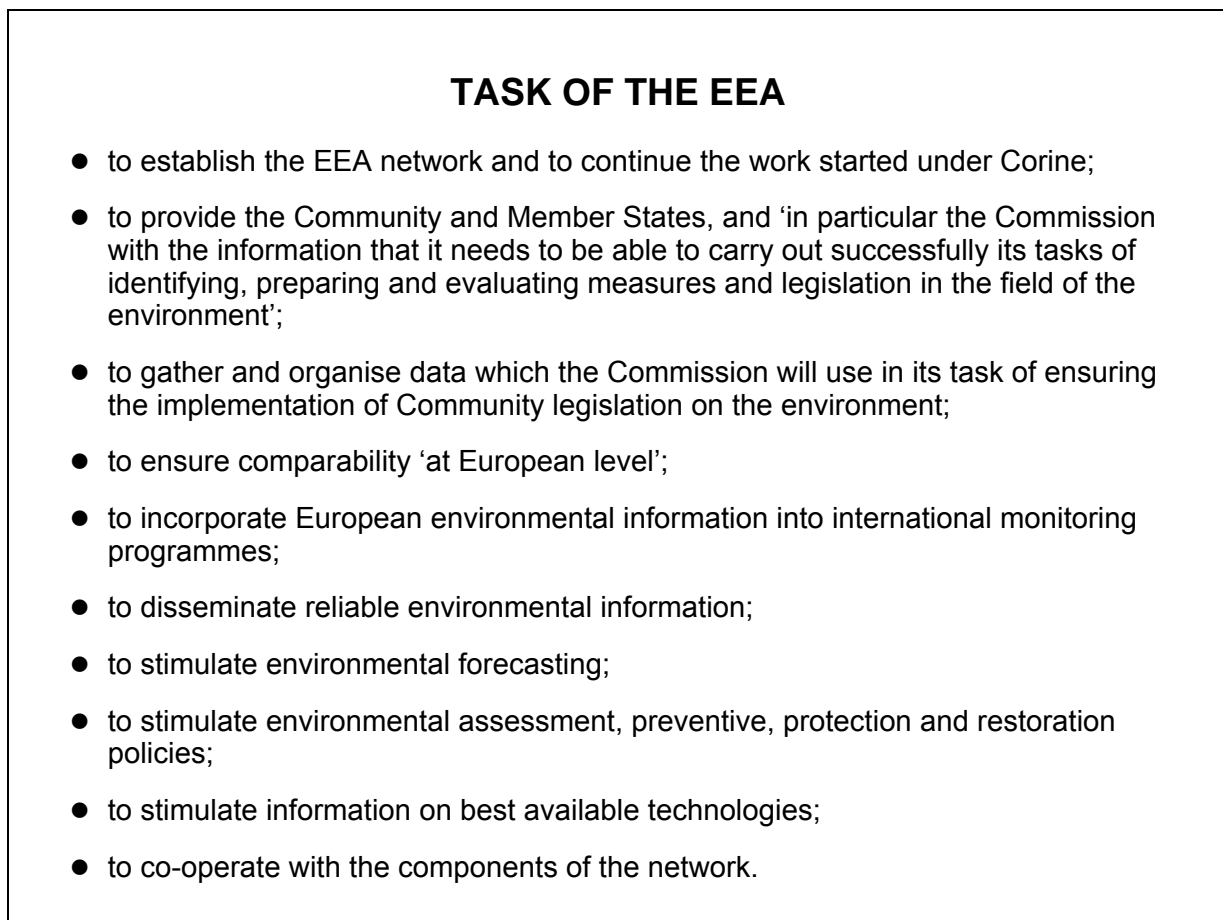 TASK OF THE EEA
● to establish the EEA network and to continue the work started under Corine;
● to provide the Community and Member States, and ‘in particular the Commission
with the information that it needs to be able to carry out successfully its tasks of
identifying, preparing and evaluating measures and legislation in the field of the
environment’;
● to gather and organise data which the Commission will use in its task of ensuring
the implementation of Community legislation on the environment;
● to ensure comparability ‘at European level’;
● to incorporate European environmental information into international monitoring
programmes;
● to disseminate reliable environmental information;
● to stimulate environmental forecasting;
● to stimulate environmental assessment, preventive, protection and restoration
policies;
● to stimulate information on best available technologies;
● to co-operate with the components of the network.